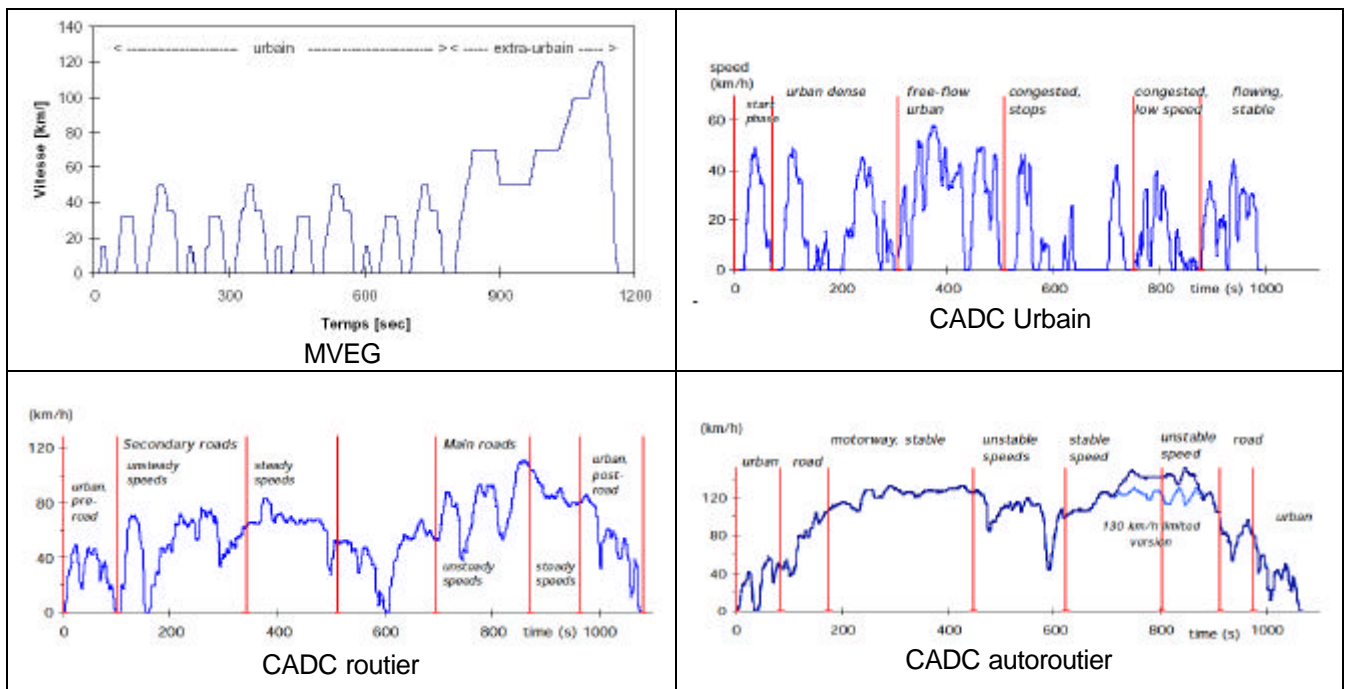 140
120
100
80
60
40
20
0
< urbain > < extra-urbain >
Vitesse [km/]
0 300 600 900 1200
Temps [sec]
MVEG
speed
(km/h)
60
40
20
0
start
phase
urban dense
free-flow
urban
congested,
stops
congested,
low speed
flowing,
stable
0 200 400 600 800 time (s) 1000
CADC Urbain
(km/h)
120
80
40
0
urban,
pre-
road
Secondary roads
unsteady
speeds
steady
speeds
Main roads
unsteady
speeds
steady
speeds
urban,
post-
road
0 200 400 600 800 time (s) 1000
CADC routier
(km/h)
120
80
40
0
urban
road
motorway, stable
unstable
speeds
stable
speed
unstable
speed
road
130 km/h limited
version
urban
0 200 400 600 800 time (s) 1000
CADC autoroutier